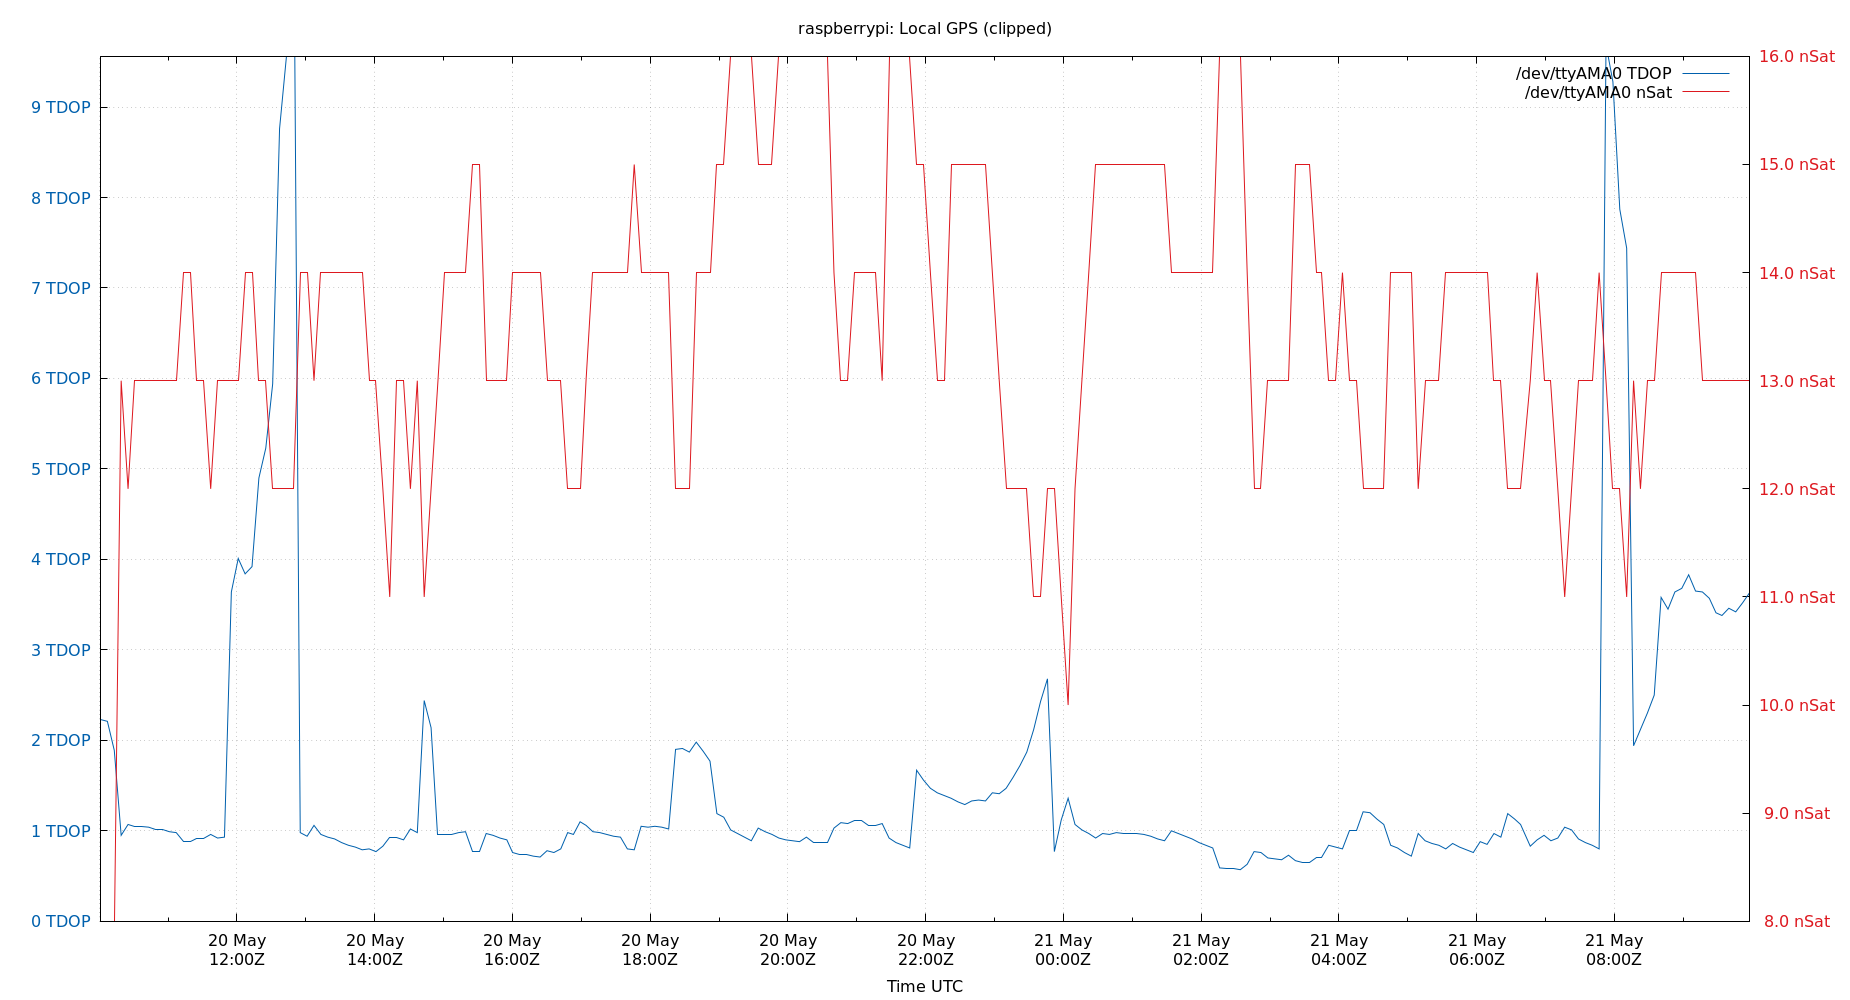 raspberrypi: Local GPS (clipped)
16.0 nSat
/dev/ttyAMA0 TDOP
/dev/ttyAMA0 nSat
9 TDOP
15.0 nSat
8 TDOP
14.0 nSat
7 TDOP
6 TDOP
13.0 nSat
5 TDOP
12.0 nSat
4 TDOP
11.0 nSat
3 TDOP
10.0 nSat
2 TDOP
9.0 nSat
1 TDOP
0 TDOP
8.0 nSat
20 May 20 May 20 May 20 May 20 May 20 May 21 May 21 May 21 May 21 May 21 May
12:00Z 14:00Z 16:00Z 18:00Z 20:00Z 22:00Z 00:00Z 02:00Z 04:00Z 06:00Z 08:00Z
Time UTC